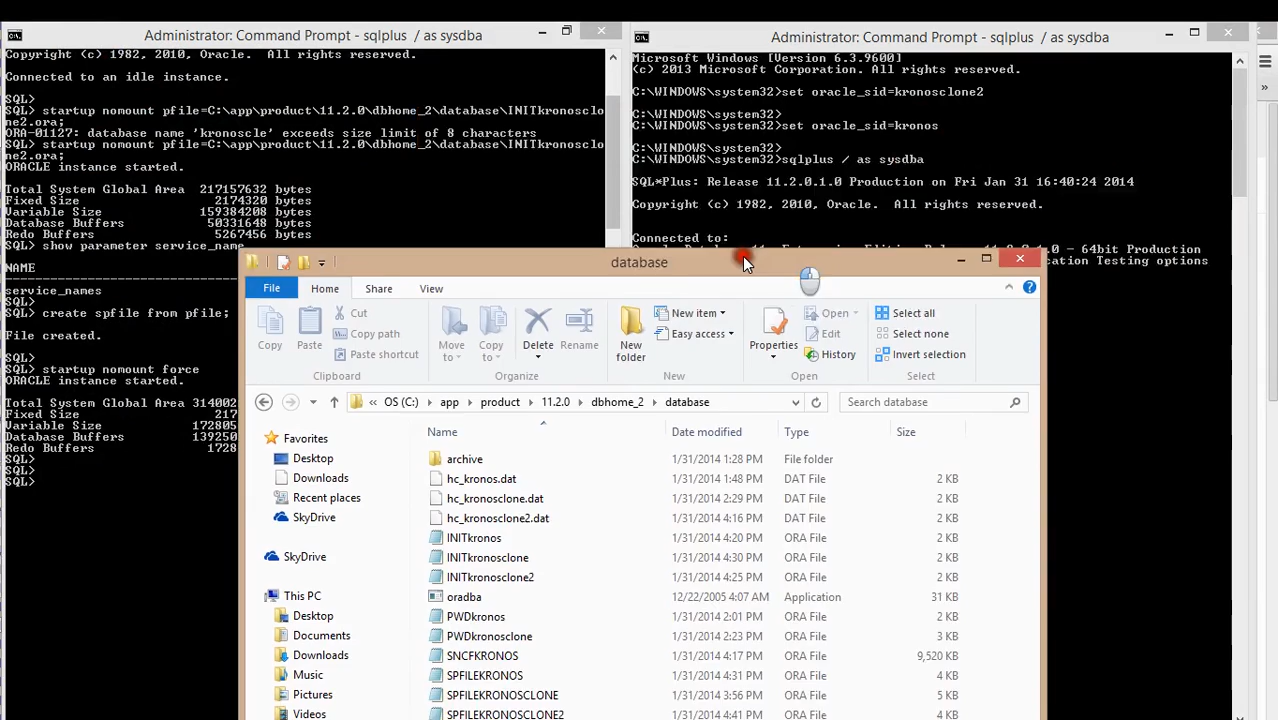 Administrator: Command Prompt - sqlplus / as sysdba
Copyright (c) 1982, 2010, Oracle. All rights reserved.
Connected to an idle instance.
SQL>
SQL> startup nomount pfile=C:\app\product\11.2.0\dbhome_2\database\INITkronosclo
ne2.ora;
ORA-01127: database name 'kronoscle' exceeds size limit of 8 characters
SQL> startup nomount pfile=C:\app\product\11.2.0\dbhome_2\database\INITkronosclo
ne2.ora;
ORACLE instance started.
Total System Global Area 217157632 bytes
Fixed Size 2174320 bytes
Variable Size 159384208 bytes
Database Buffers 50331648 bytes
Redo Buffers 5267456 bytes
SQL> show parameter service_name
NAME
service_names
SQL> create spfile from pfile;
File created.
SQL>
SQL> startup nomount force
ORACLE instance started.
Total System Global Area 314002
Fixed Size 217
Variable Size 172805
Database Buffers 139250
Redo Buffers 1728
SQL>
SQL>
SQL>
Administrator: Command Prompt - sqlplus / as sysdba
Microsoft Windows [Version 6.3.9600]
(c) 2013 Microsoft Corporation. All rights reserved.
C:\WINDOWS\system32>set oracle_sid=kronosclone2
C:\WINDOWS\system32>
C:\WINDOWS\system32>set oracle_sid=kronos
C:\WINDOWS\system32>
C:\WINDOWS\system32>sqlplus / as sysdba
SQL*Plus: Release 11.2.0.1.0 Production on Fri Jan 31 16:40:24 2014
Copyright (c) 1982, 2010, Oracle. All rights reserved.
Connected to:
- 64bit Production
Testing options
database
File Home Share View
Copy
Paste
Cut
Copy path
Paste shortcut
Clipboard
Move to
Copy to
Delete
Rename
Organize
New folder
New item
Easy access
New
Properties
Open
Edit
History
Open
Select all
Select none
Invert selection
Select
« OS (C:) app product 11.2.0 dbhome_2 database
Search database
Favorites
Desktop
Downloads
Recent places
SkyDrive
SkyDrive
This PC
Desktop
Documents
Downloads
Music
Pictures
Videos
Name Date modified Type Size
archive 1/31/2014 1:28 PM File folder
hc_kronos.dat 1/31/2014 1:48 PM DAT File 2 KB
hc_kronosclone.dat 1/31/2014 2:29 PM DAT File 2 KB
hc_kronosclone2.dat 1/31/2014 4:16 PM DAT File 2 KB
INITkronos 1/31/2014 4:20 PM ORA File 2 KB
INITkronosclone 1/31/2014 4:30 PM ORA File 2 KB
INITkronosclone2 1/31/2014 4:25 PM ORA File 2 KB
oradba 12/22/2005 4:07 AM Application 31 KB
PWDkronos 1/31/2014 2:01 PM ORA File 2 KB
PWDkronosclone 1/31/2014 2:23 PM ORA File 3 KB
SNCFKRONOS 1/31/2014 4:17 PM ORA File 9,520 KB
SPFILEKRONOS 1/31/2014 4:31 PM ORA File 4 KB
SPFILEKRONOSCLONE 1/31/2014 3:56 PM ORA File 5 KB
SPFILEKRONOSCLONE2 1/31/2014 4:41 PM ORA File 4 KB